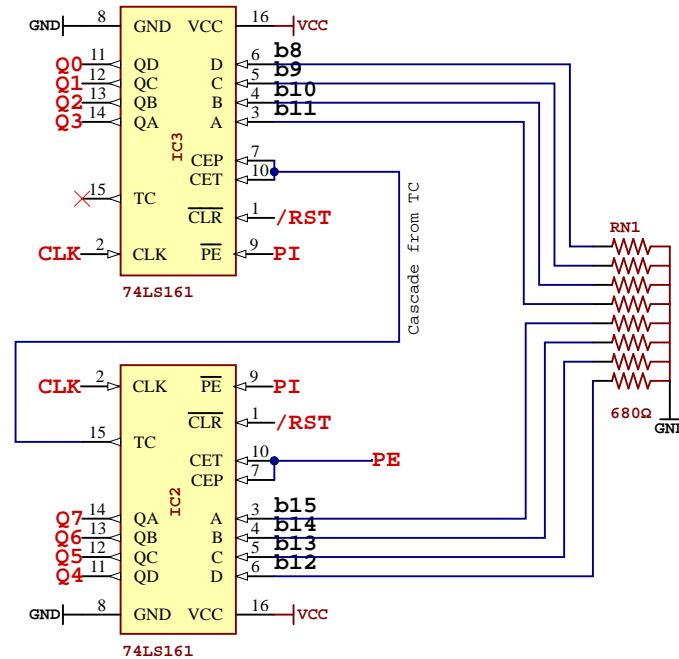 GND 8 GND VCC 16 VCC
Q0 11 QD D 6 b8
Q1 12 QC C 5 b9
Q2 13 QB B 4 b10
Q3 14 QA A 3 b11
IC3
CEP 7
CET 10
15 TC
CLR 1 /RST
CLK 2 CLK PE 9 PI
74LS161
Cascade from TC
RN1
680Ω
GND
CLK 2 CLK PE 9 PI
CLR 1 /RST
15 TC
CET 10 PE
CEP 7
IC2
Q7 14 QA A 3 b15
Q6 13 QB B 4 b14
Q5 12 QC C 5 b13
Q4 11 QD D 6 b12
GND 8 GND VCC 16 VCC
74LS161